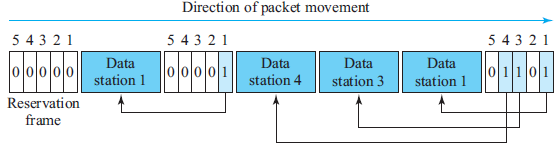 Direction of packet movement
5 4 3 2 1
5 4 3 2 1
5 4 3 2 1
0 0 0 0 0
Data
station 1
0 0 0 0 1
Data
station 4
Data
station 3
Data
station 1
0 1 1 0 1
Reservation
frame